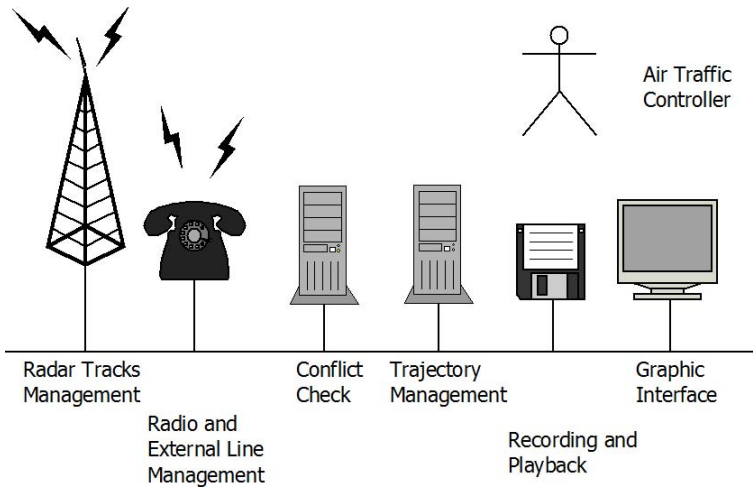 Air Traffic
Controller
Radar Tracks
Management
Radio and
External Line
Management
Conflict
Check
Trajectory
Management
Recording and
Playback
Graphic
Interface